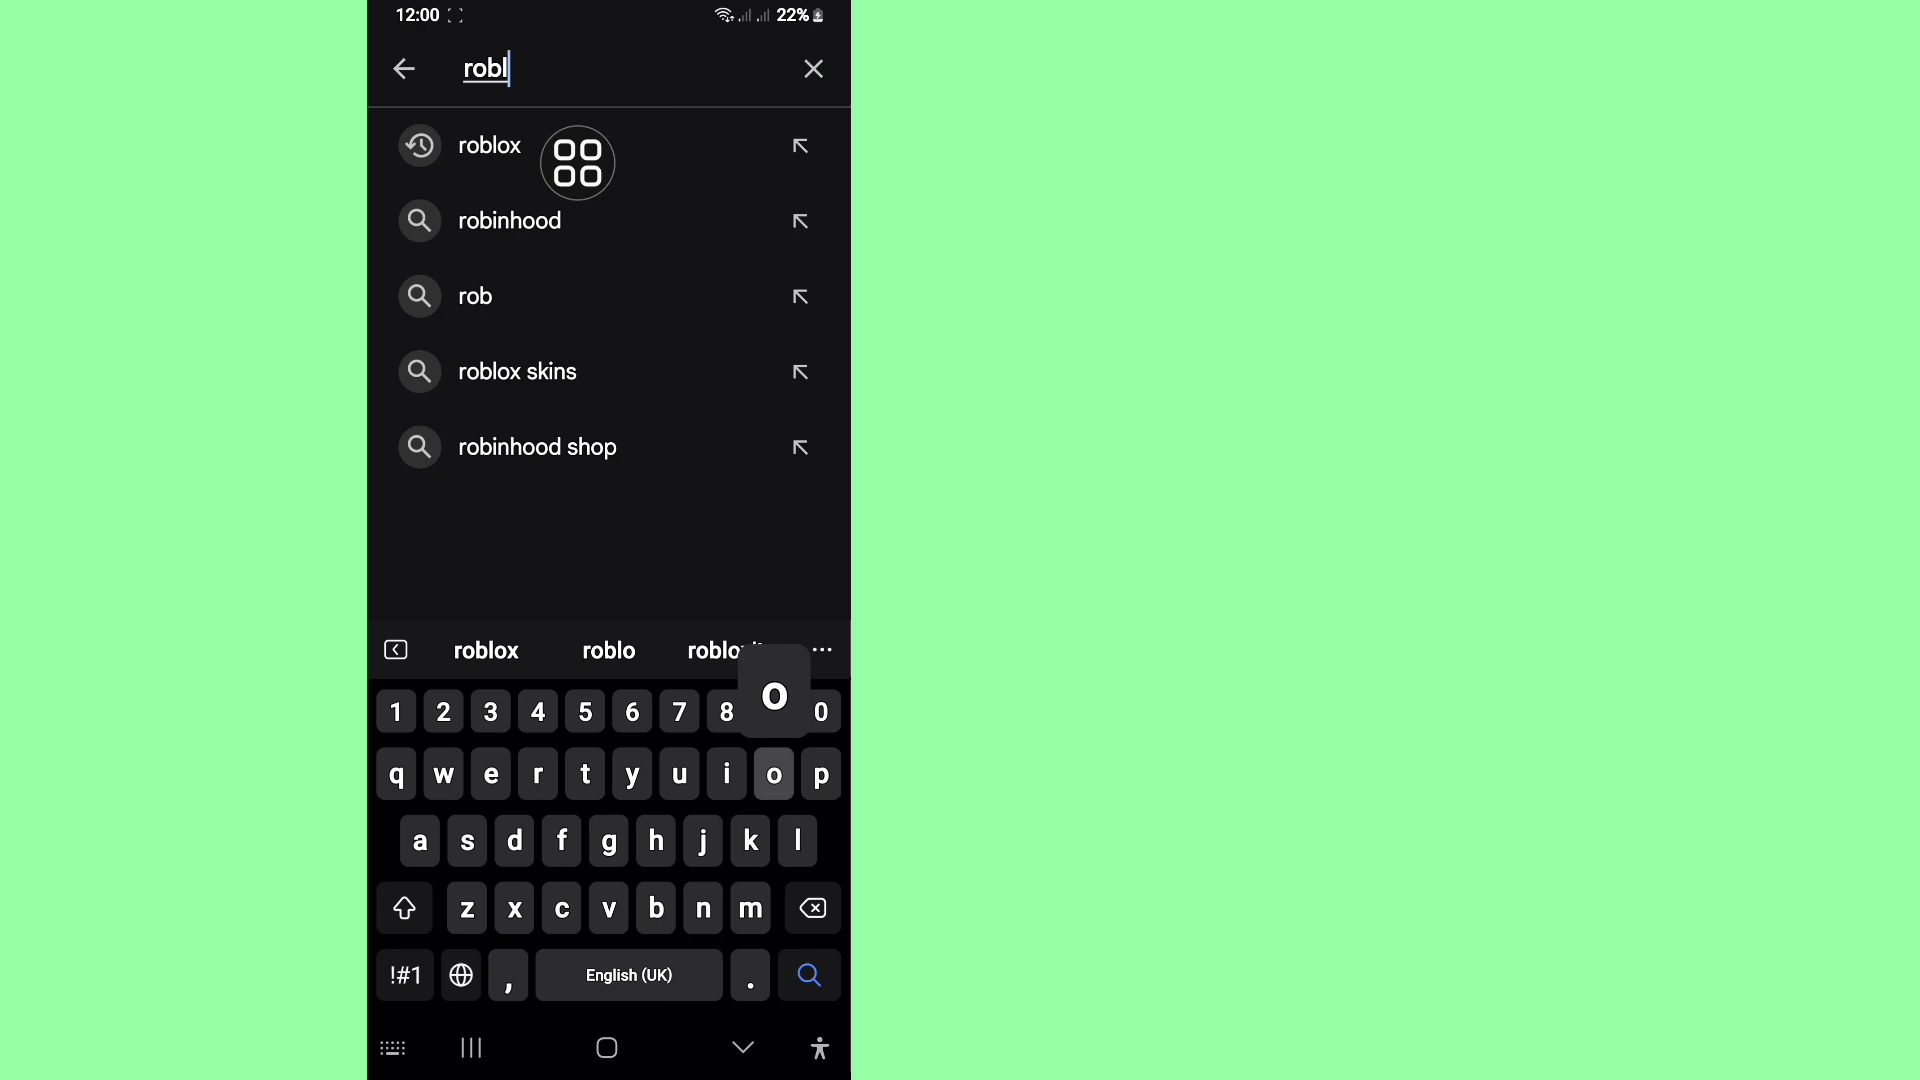 12:00 22%
robl
roblox
robinhood
rob
roblox skins
robinhood shop
roblox roblo
o
1 2 3 4 5 6 7 8 0
q w e r t y u i o p
a s d f g h j k l
z x c v b n m
!#1 , English (UK) .